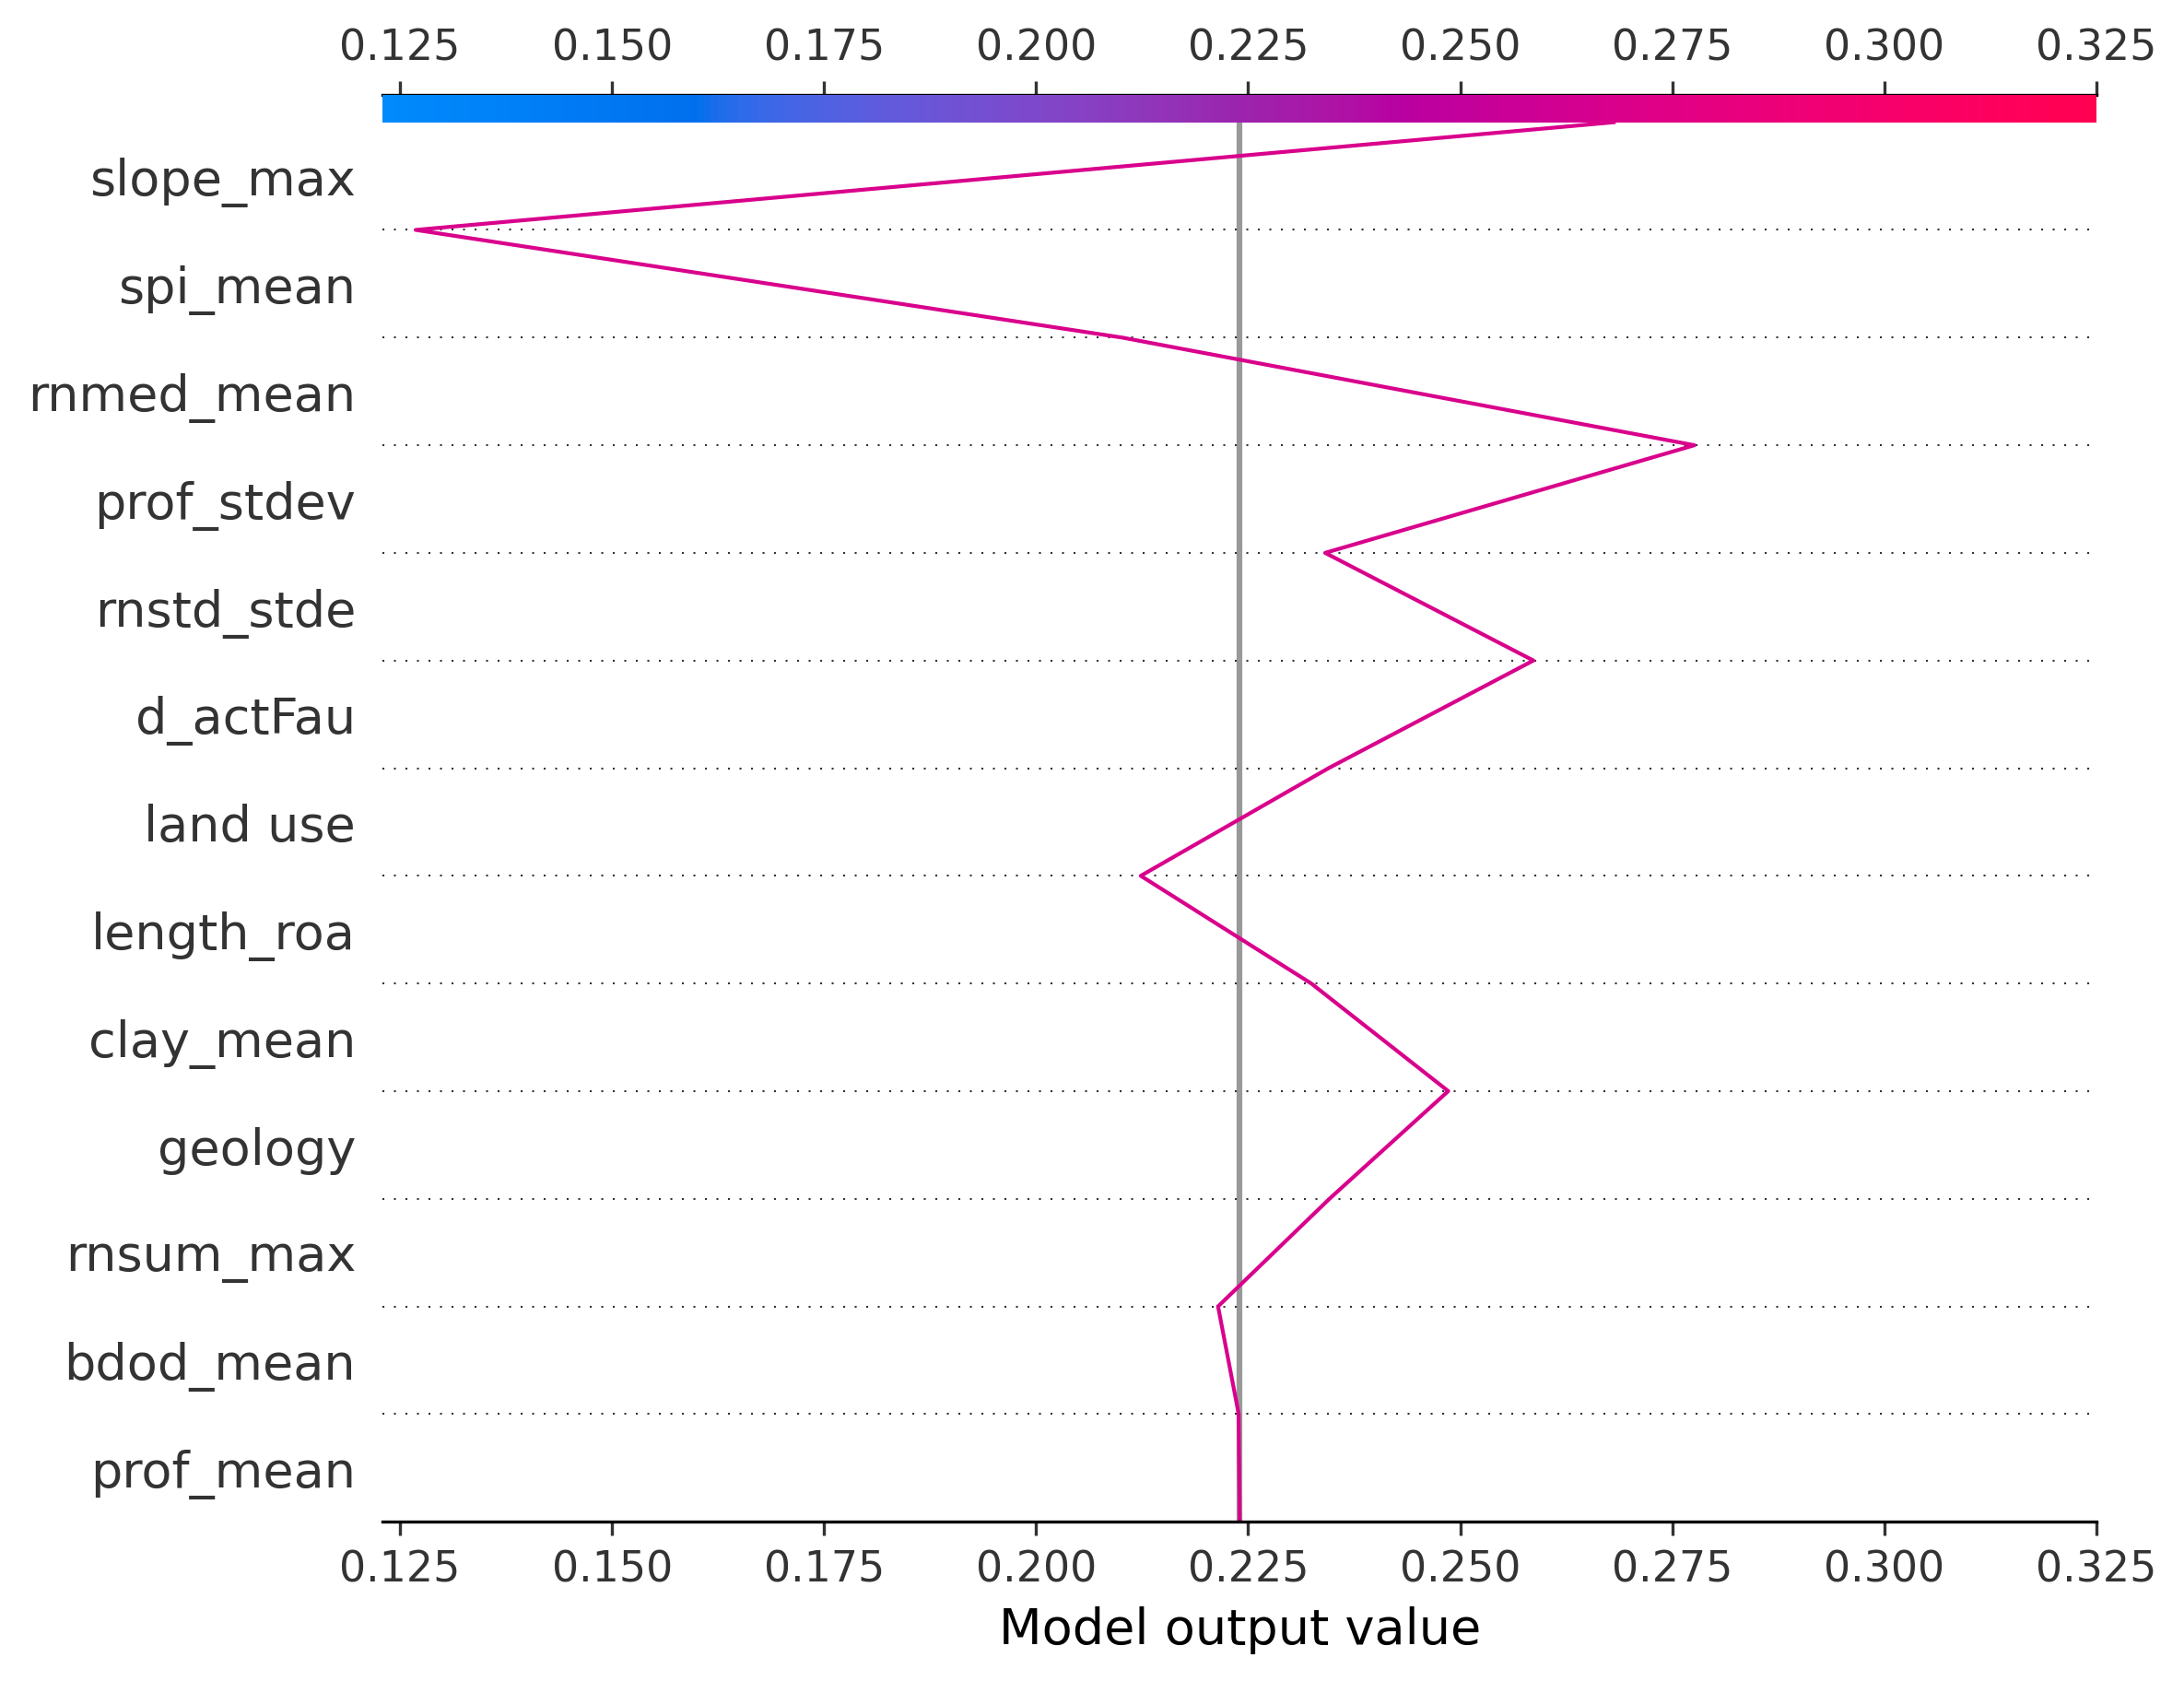 0.125 0.150 0.175 0.200 0.225 0.250 0.275 0.300 0.325
slope_max
spi_mean
rnmed_mean
prof_stdev
rnstd_stde
d_actFau
land use
length_roa
clay_mean
geology
rnsum_max
bdod_mean
prof_mean
0.125 0.150 0.175 0.200 0.225 0.250 0.275 0.300 0.325
Model output value